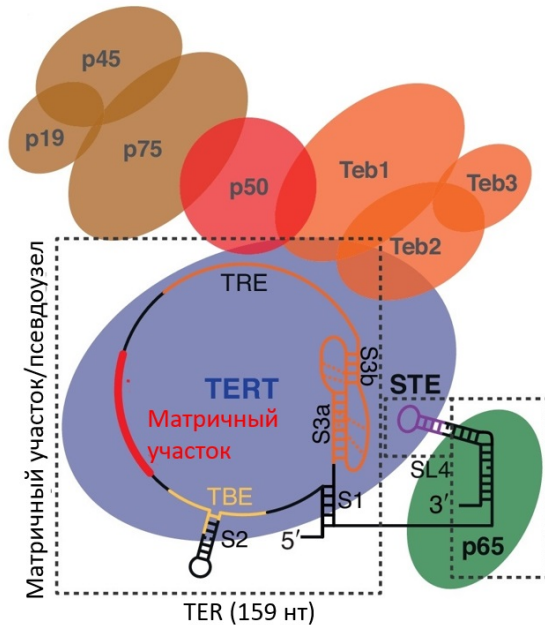 p45
p19
p75
p50
Teb1
Teb3
Teb2
Матричный участок/псевдоузел
TRE
TERT
S3b
S3a
Матричный
участок
STE
SL4
TBE
S1
S2
5′
3′
p65
TER (159 нт)